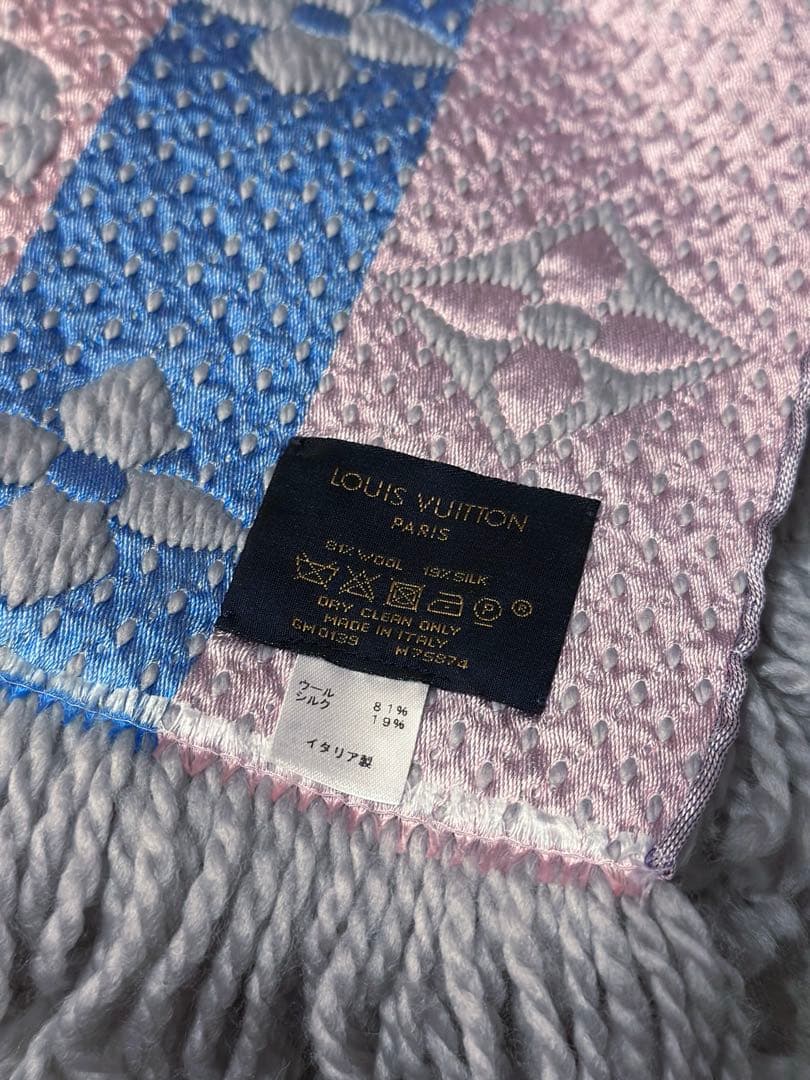 LOUIS VUITTON
PARIS
81% WOOL 19% SILK
P ®
DRY CLEAN ONLY
MADE IN ITALY
GM0139 M75874
ウール 81%
シルク 19%
イタリア製